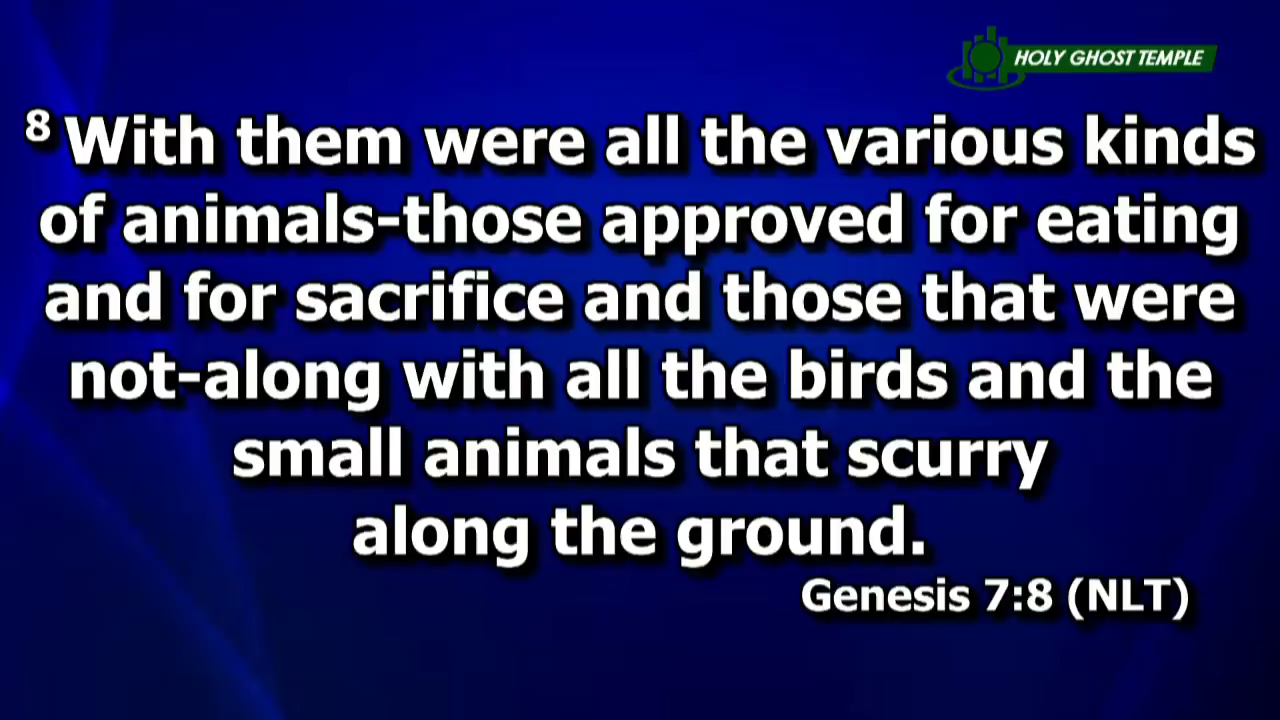 HOLY GHOST TEMPLE
8 With them were all the various kinds
of animals-those approved for eating
and for sacrifice and those that were
not-along with all the birds and the
small animals that scurry
along the ground.
Genesis 7:8 (NLT)